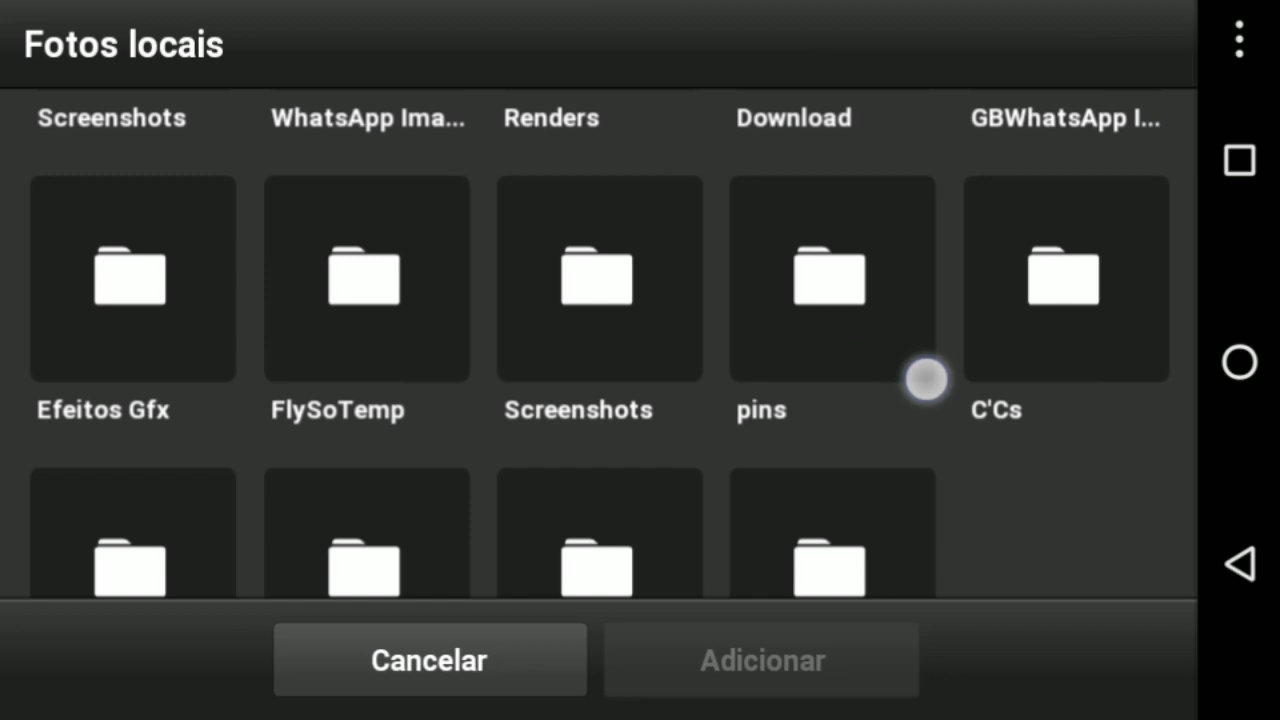 Fotos locais
Screenshots WhatsApp Ima... Renders Download GBWhatsApp I...
Efeitos Gfx FlySoTemp Screenshots pins C'Cs
Cancelar Adicionar